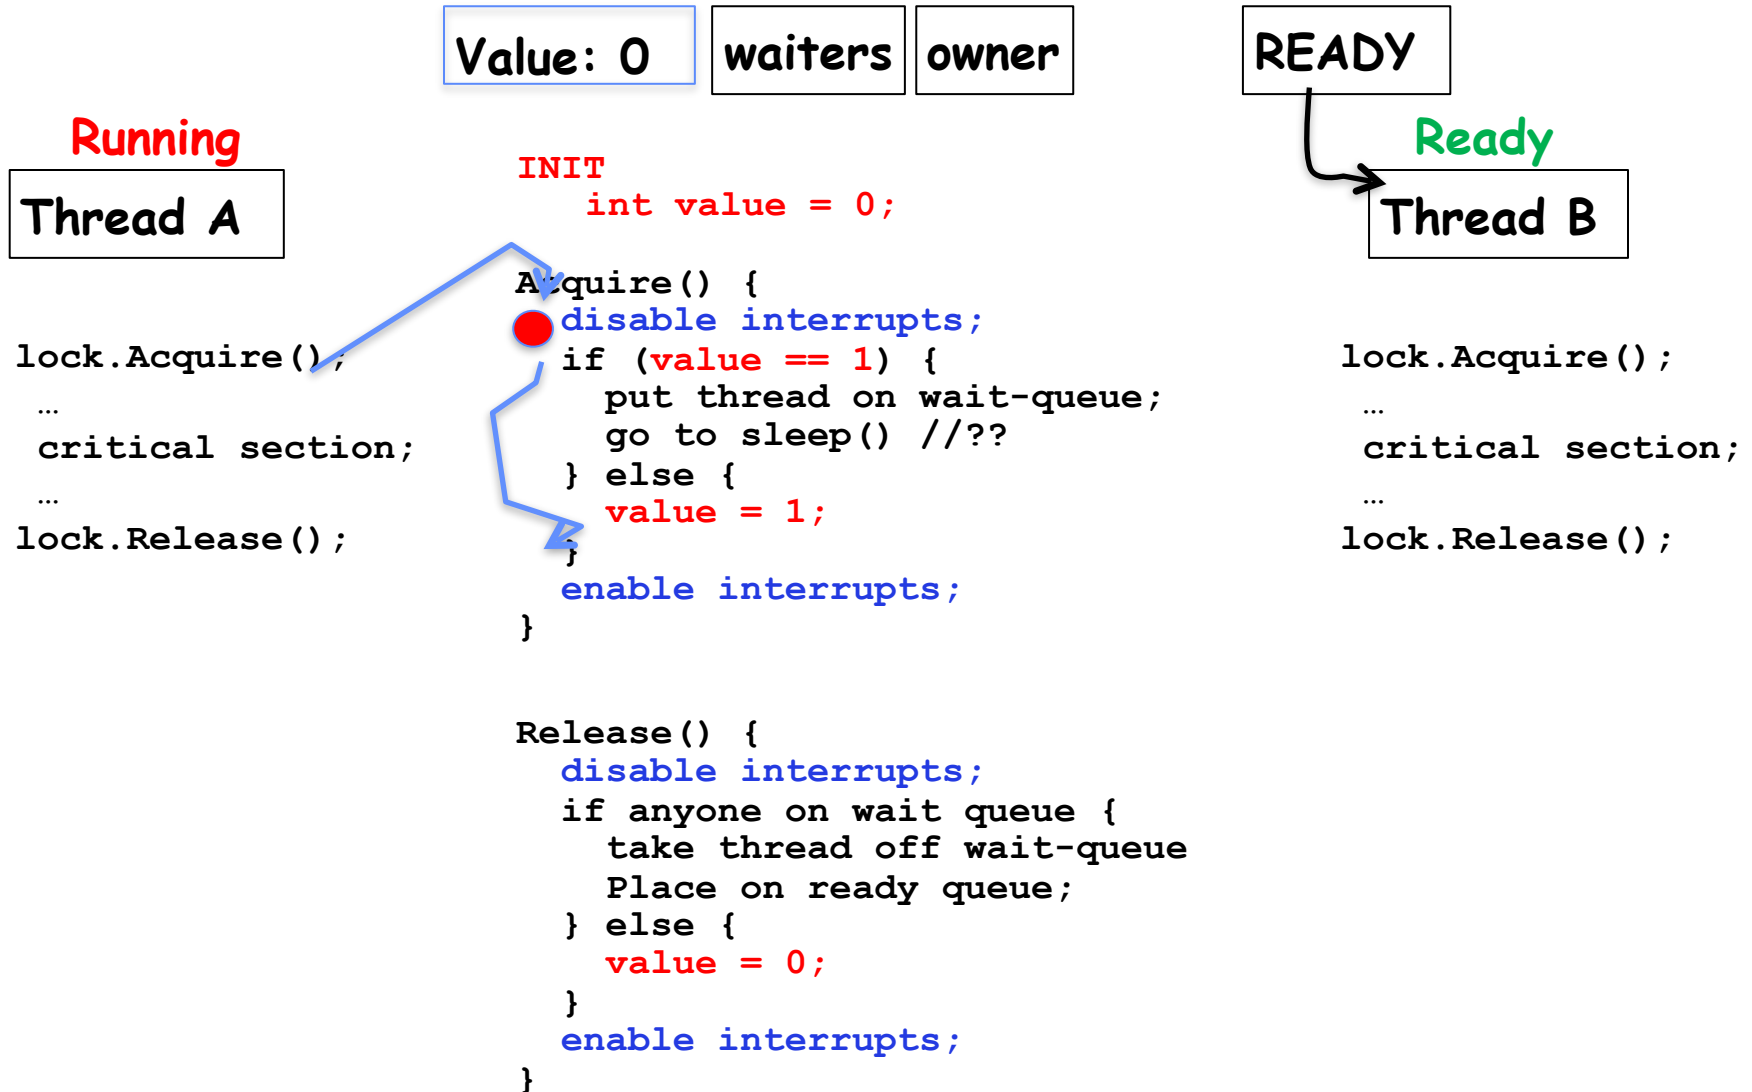 Value: 0
waiters
owner
READY
Running
Thread A
lock.Acquire();
…
critical section;
…
lock.Release();
INIT
int value = 0;
Acquire() {
disable interrupts;
if (value == 1) {
put thread on wait-queue;
go to sleep() //??
} else {
value = 1;
}
enable interrupts;
}
Release() {
disable interrupts;
if anyone on wait queue {
take thread off wait-queue
Place on ready queue;
} else {
value = 0;
}
enable interrupts;
}
Ready
Thread B
lock.Acquire();
…
critical section;
…
lock.Release();